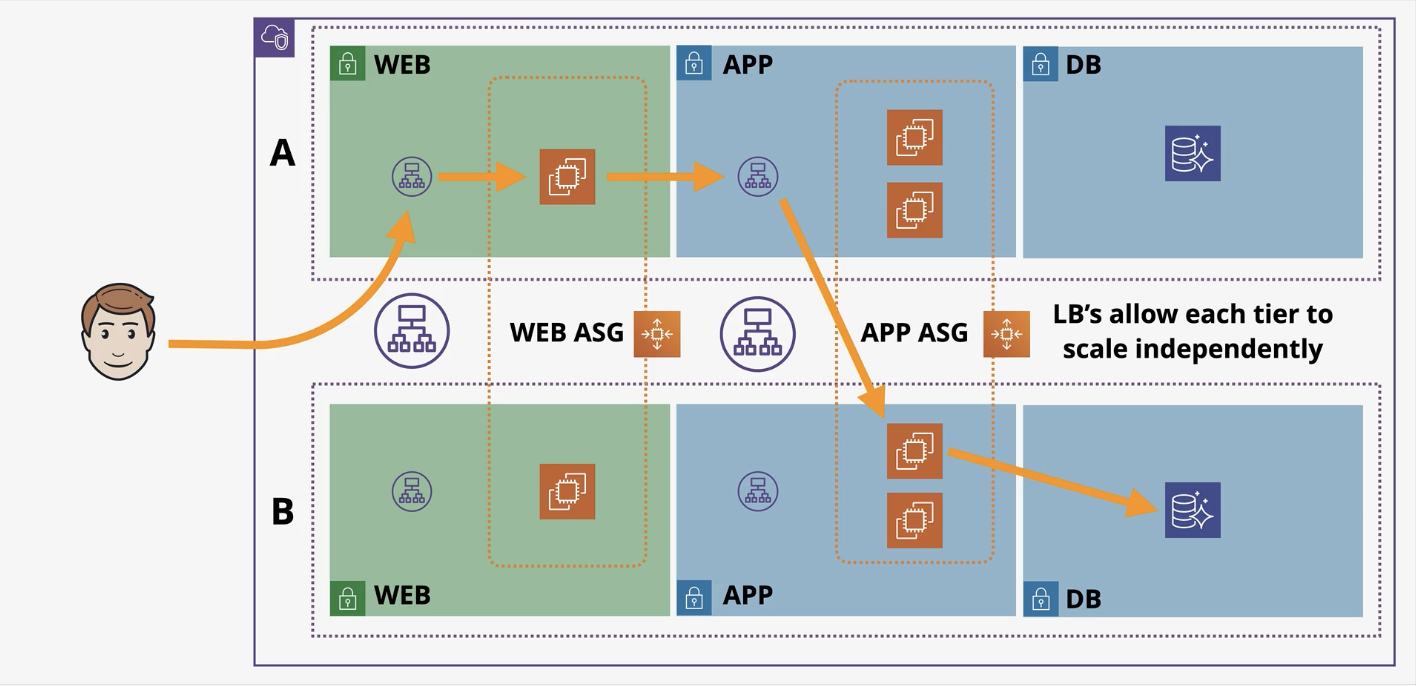 WEB
APP
DB
A
WEB ASG
APP ASG
LB's allow each tier to
scale independently
B
WEB
APP
DB